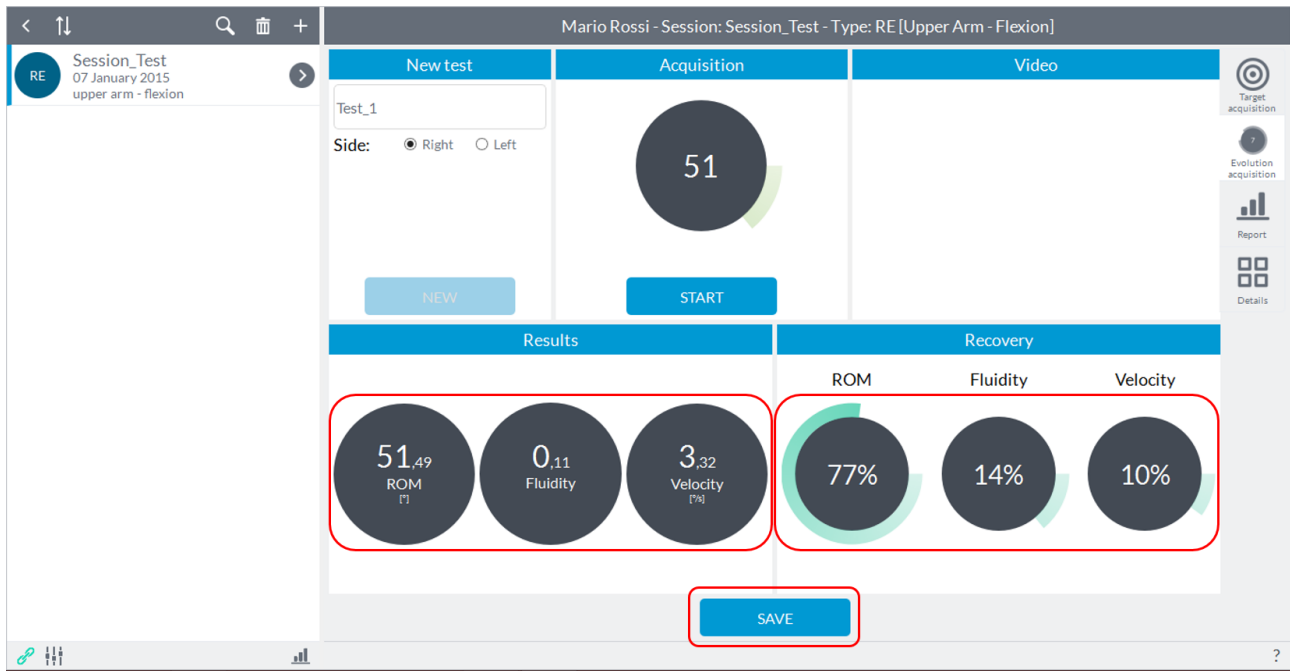 Mario Rossi - Session: Session_Test - Type: RE [Upper Arm - Flexion]
RE
Session_Test
07 January 2015
upper arm - flexion
New test
Test_1
Side:
Right
Left
NEW
Acquisition
51
START
Video
Target
acquisition
7
Evolution
acquisition
Report
Details
Results
51,49
ROM
[°]
0,11
Fluidity
3,32
Velocity
[°/s]
Recovery
ROM
Fluidity
Velocity
77%
14%
10%
SAVE
?